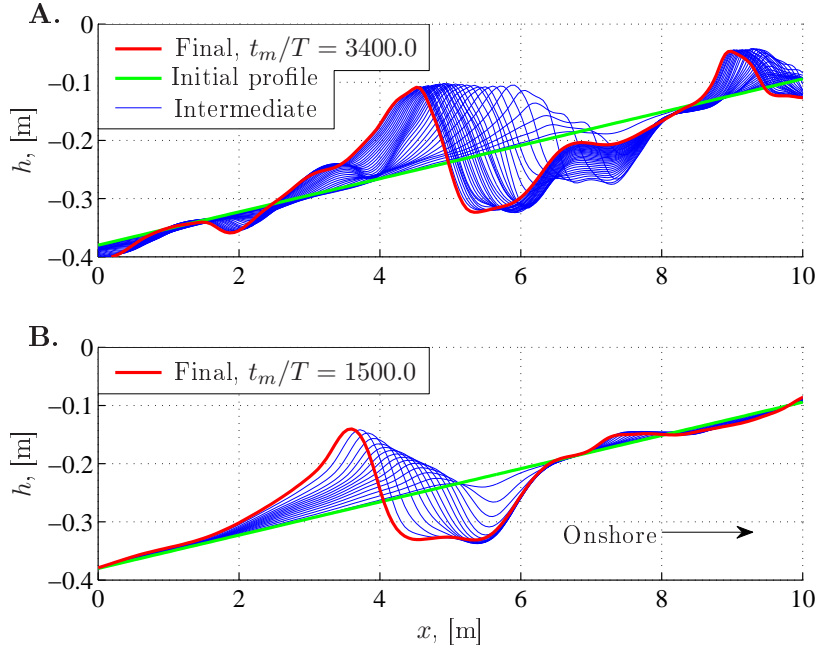 A.
0
−0.1
−0.2
−0.3
−0.4
h, [m]
Final, t_m/T = 3400.0
Initial profile
Intermediate
0 2 4 6 8 10
B.
0
−0.1
−0.2
−0.3
−0.4
h, [m]
Final, t_m/T = 1500.0
Onshore
0 2 4 6 8 10
x, [m]